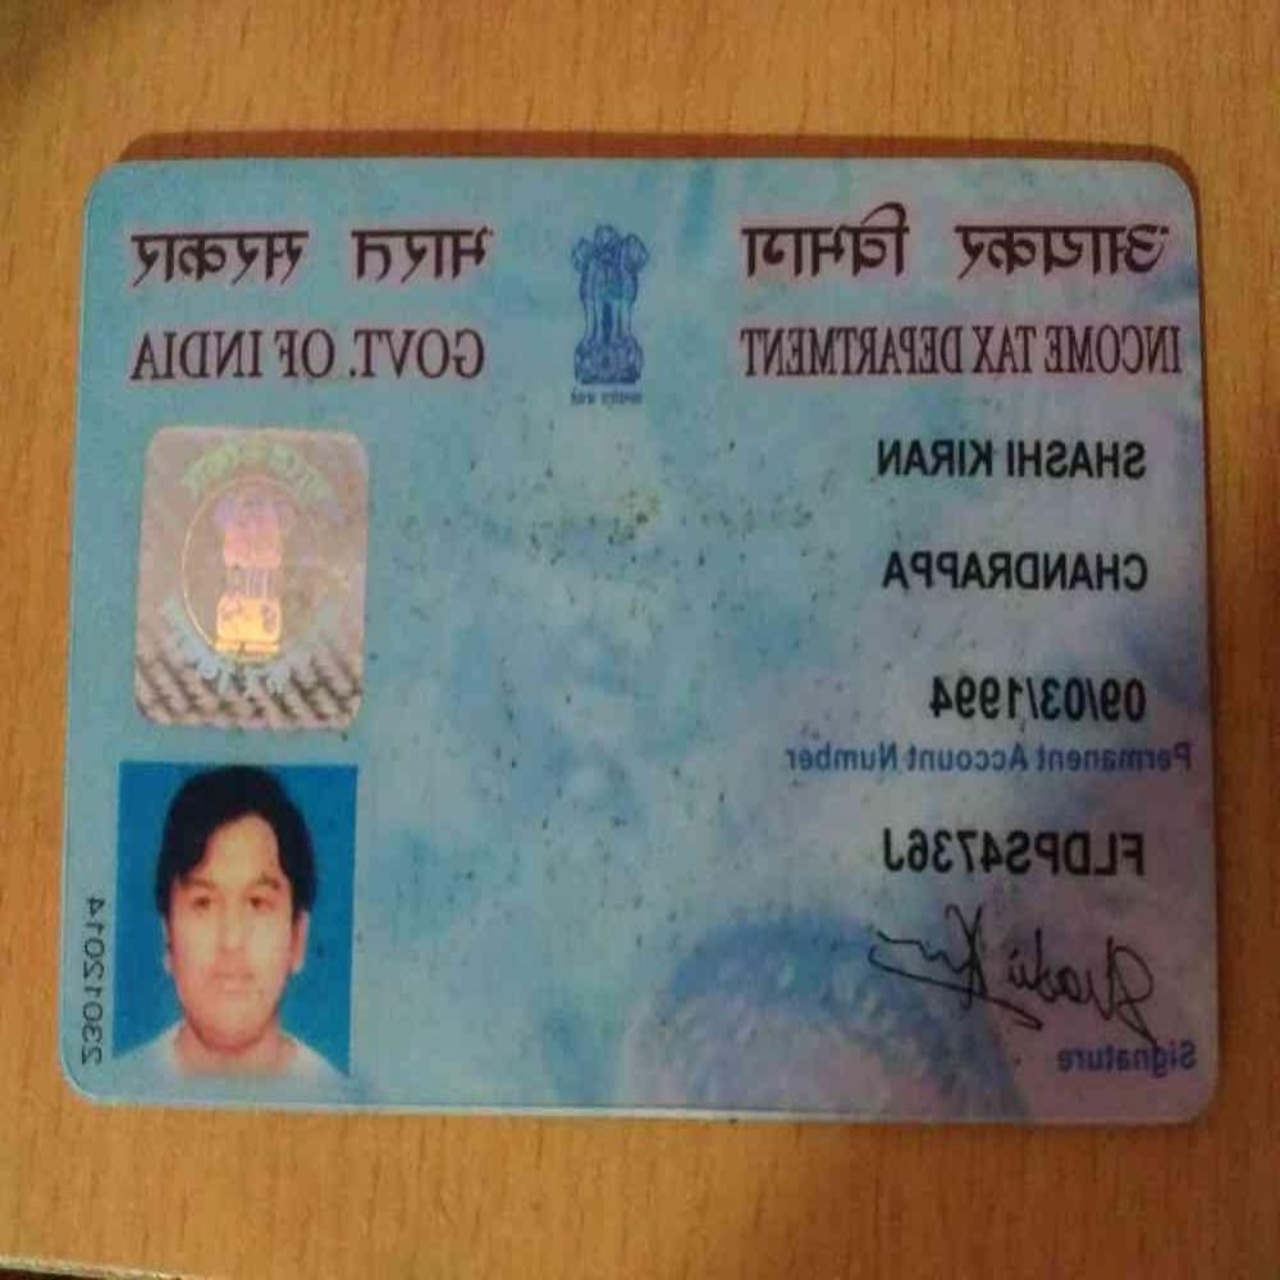 आयकर विभाग
INCOME TAX DEPARTMENT
भारत सरकार
GOVT. OF INDIA
सत्यमेव जयते
SHASHI KIRAN
CHANDRAPPA
09/03/1994
Permanent Account Number
FLDPS4736J
Signature
23012014